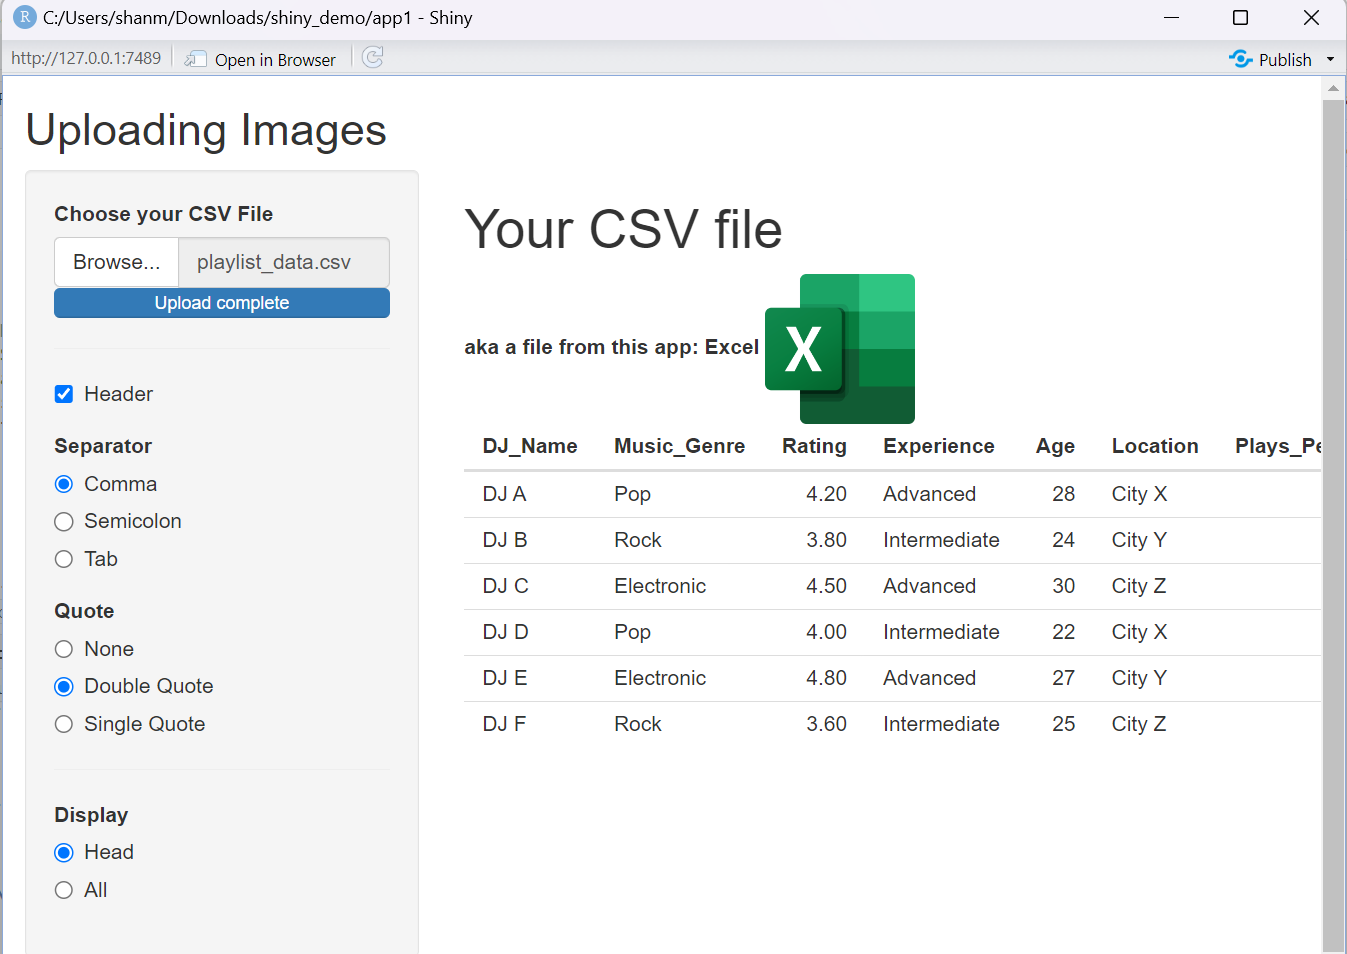 C:/Users/shanm/Downloads/shiny_demo/app1 - Shiny
http://127.0.0.1:7489 Open in Browser Publish
Uploading Images
Choose your CSV File
Browse... playlist_data.csv
Upload complete
Header
Separator
Comma
Semicolon
Tab
Quote
None
Double Quote
Single Quote
Display
Head
All
Your CSV file
aka a file from this app: Excel X
DJ_Name Music_Genre Rating Experience Age Location Plays_Pe
DJ A Pop 4.20 Advanced 28 City X
DJ B Rock 3.80 Intermediate 24 City Y
DJ C Electronic 4.50 Advanced 30 City Z
DJ D Pop 4.00 Intermediate 22 City X
DJ E Electronic 4.80 Advanced 27 City Y
DJ F Rock 3.60 Intermediate 25 City Z